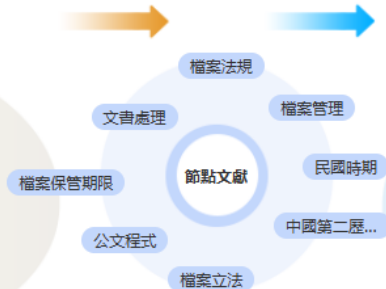 檔案法規
檔案管理
文書處理
民國時期
節點文獻
檔案保管期限
中國第二歷...
公文程式
檔案立法